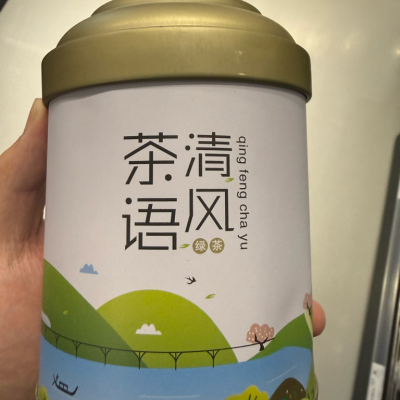 清风
茶语
qing feng cha yu
绿茶